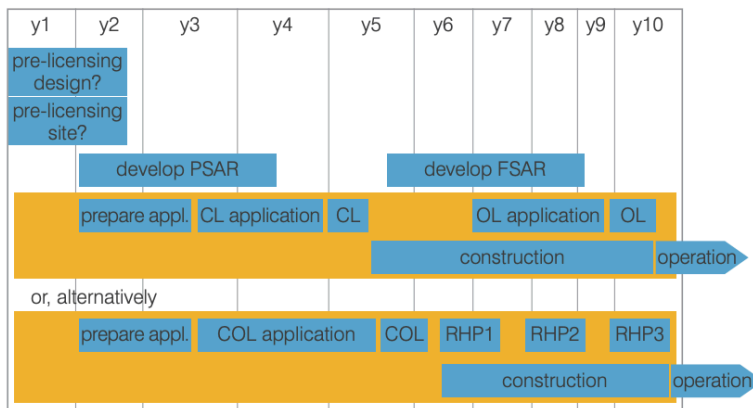 y1 y2 y3 y4 y5 y6 y7 y8 y9 y10
pre-licensing
design?
pre-licensing
site?
develop PSAR develop FSAR
prepare appl. CL application CL OL application OL
construction operation
or, alternatively
prepare appl. COL application COL RHP1 RHP2 RHP3
construction operation